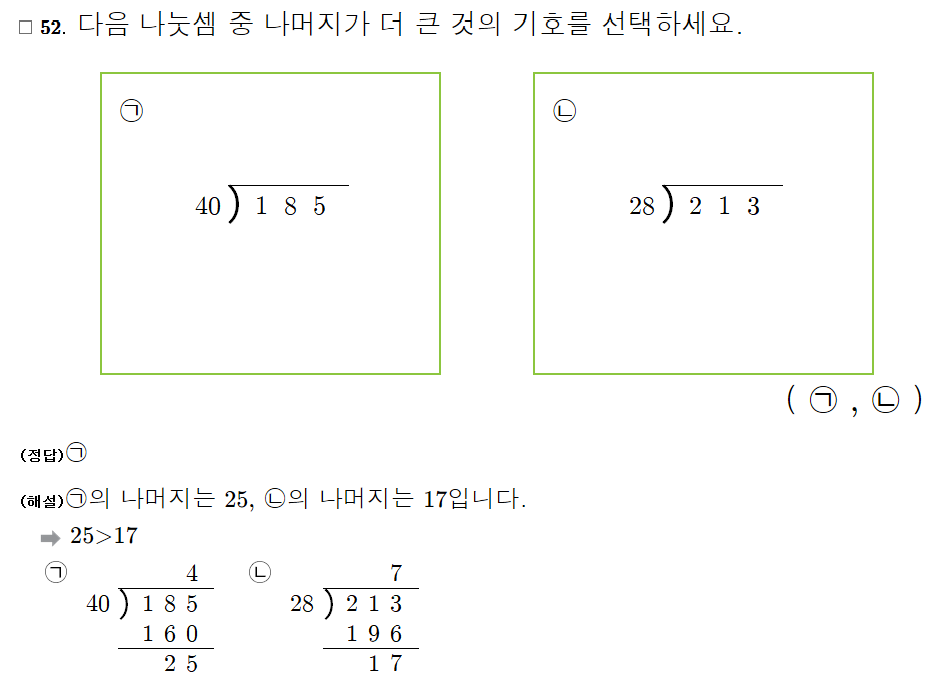 □ 52. 다음 나눗셈 중 나머지가 더 큰 것의 기호를 선택하세요.
㉠ ㉡
40 ) 1 8 5 28 ) 2 1 3
( ㉠ , ㉡ )
(정답)㉠
(해설)㉠의 나머지는 25, ㉡의 나머지는 17입니다.
➡ 25>17
㉠ 4 ㉡ 7
40 ) 1 8 5 28 ) 2 1 3
1 6 0 1 9 6
2 5 1 7